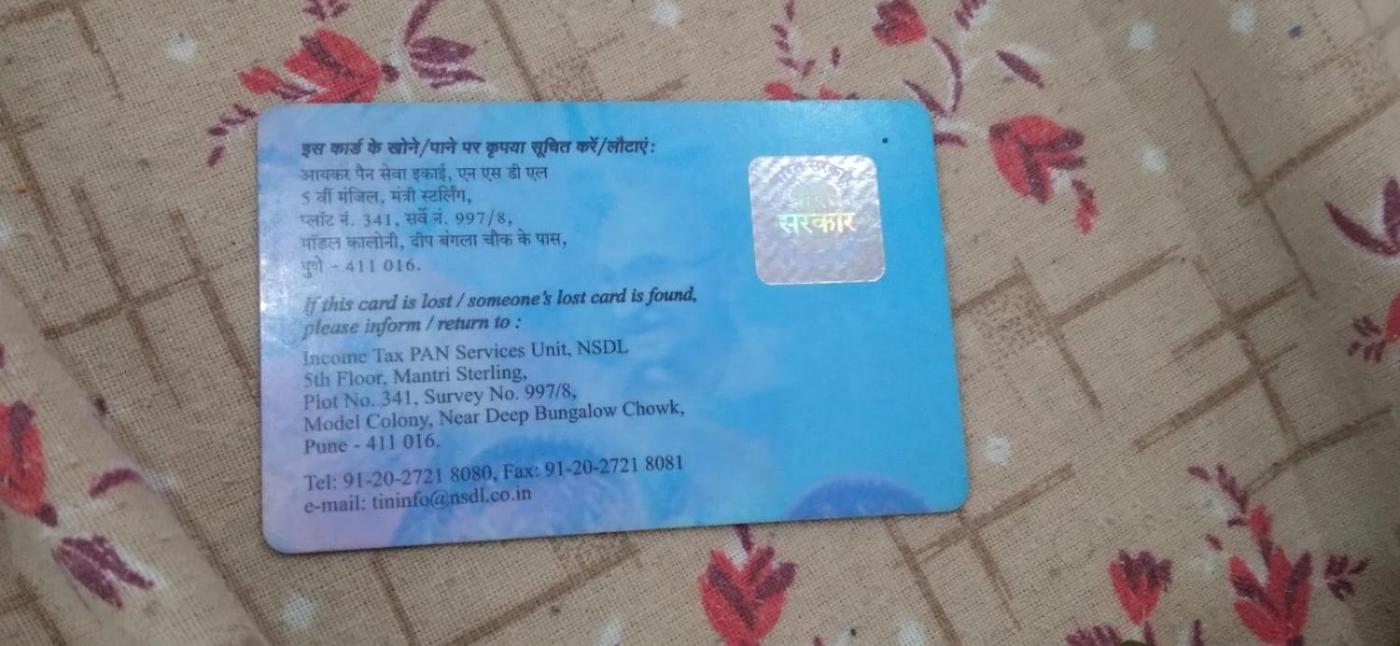 इस कार्ड के खोने/पाने पर कृपया सूचित करें/लौटाएं:
आयकर पैन सेवा इकाई, एन एस डी एल
5 वीं मंजिल, मंत्री स्टर्लिंग,
प्लॉट नं. 341, सर्वे नं. 997/8,
मॉडल कालोनी, दीप बंगला चौक के पास,
पुणे - 411 016.
If this card is lost / someone's lost card is found,
please inform / return to :
Income Tax PAN Services Unit, NSDL
5th Floor, Mantri Sterling,
Plot No. 341, Survey No. 997/8,
Model Colony, Near Deep Bungalow Chowk,
Pune - 411 016.
Tel: 91-20-2721 8080, Fax: 91-20-2721 8081
e-mail: tininfo@nsdl.co.in
सरकार